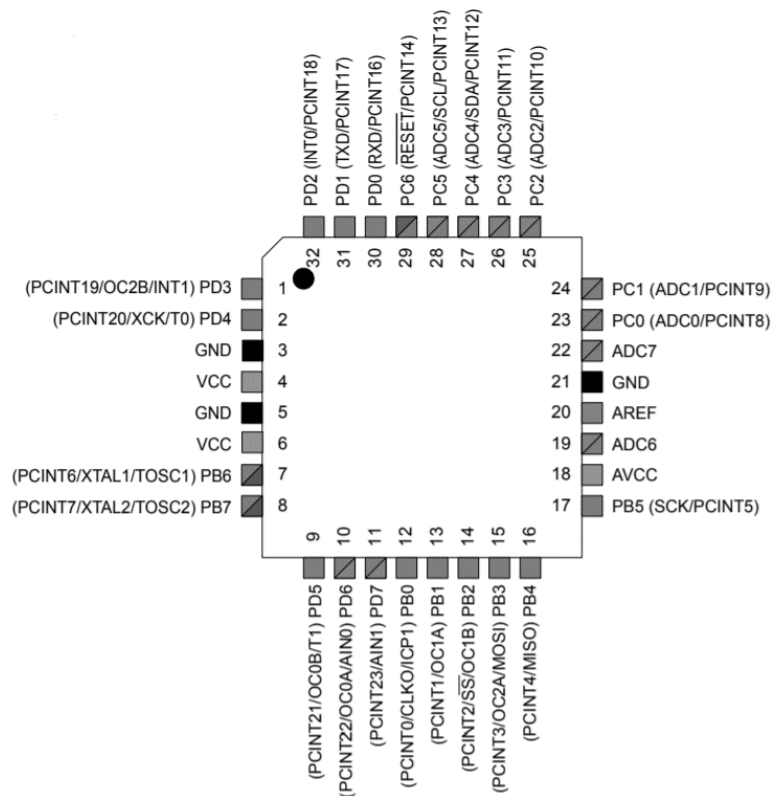 PD2 (INT0/PCINT18)
PD1 (TXD/PCINT17)
PD0 (RXD/PCINT16)
PC6 (RESET/PCINT14)
PC5 (ADC5/SCL/PCINT13)
PC4 (ADC4/SDA/PCINT12)
PC3 (ADC3/PCINT11)
PC2 (ADC2/PCINT10)
32
31
30
29
28
27
26
25
(PCINT19/OC2B/INT1) PD3
1
(PCINT20/XCK/T0) PD4
2
GND
3
VCC
4
GND
5
VCC
6
(PCINT6/XTAL1/TOSC1) PB6
7
(PCINT7/XTAL2/TOSC2) PB7
8
24
PC1 (ADC1/PCINT9)
23
PC0 (ADC0/PCINT8)
22
ADC7
21
GND
20
AREF
19
ADC6
18
AVCC
17
PB5 (SCK/PCINT5)
9
10
11
12
13
14
15
16
(PCINT21/OC0B/T1) PD5
(PCINT22/OC0A/AIN0) PD6
(PCINT23/AIN1) PD7
(PCINT0/CLKO/ICP1) PB0
(PCINT1/OC1A) PB1
(PCINT2/SS/OC1B) PB2
(PCINT3/OC2A/MOSI) PB3
(PCINT4/MISO) PB4